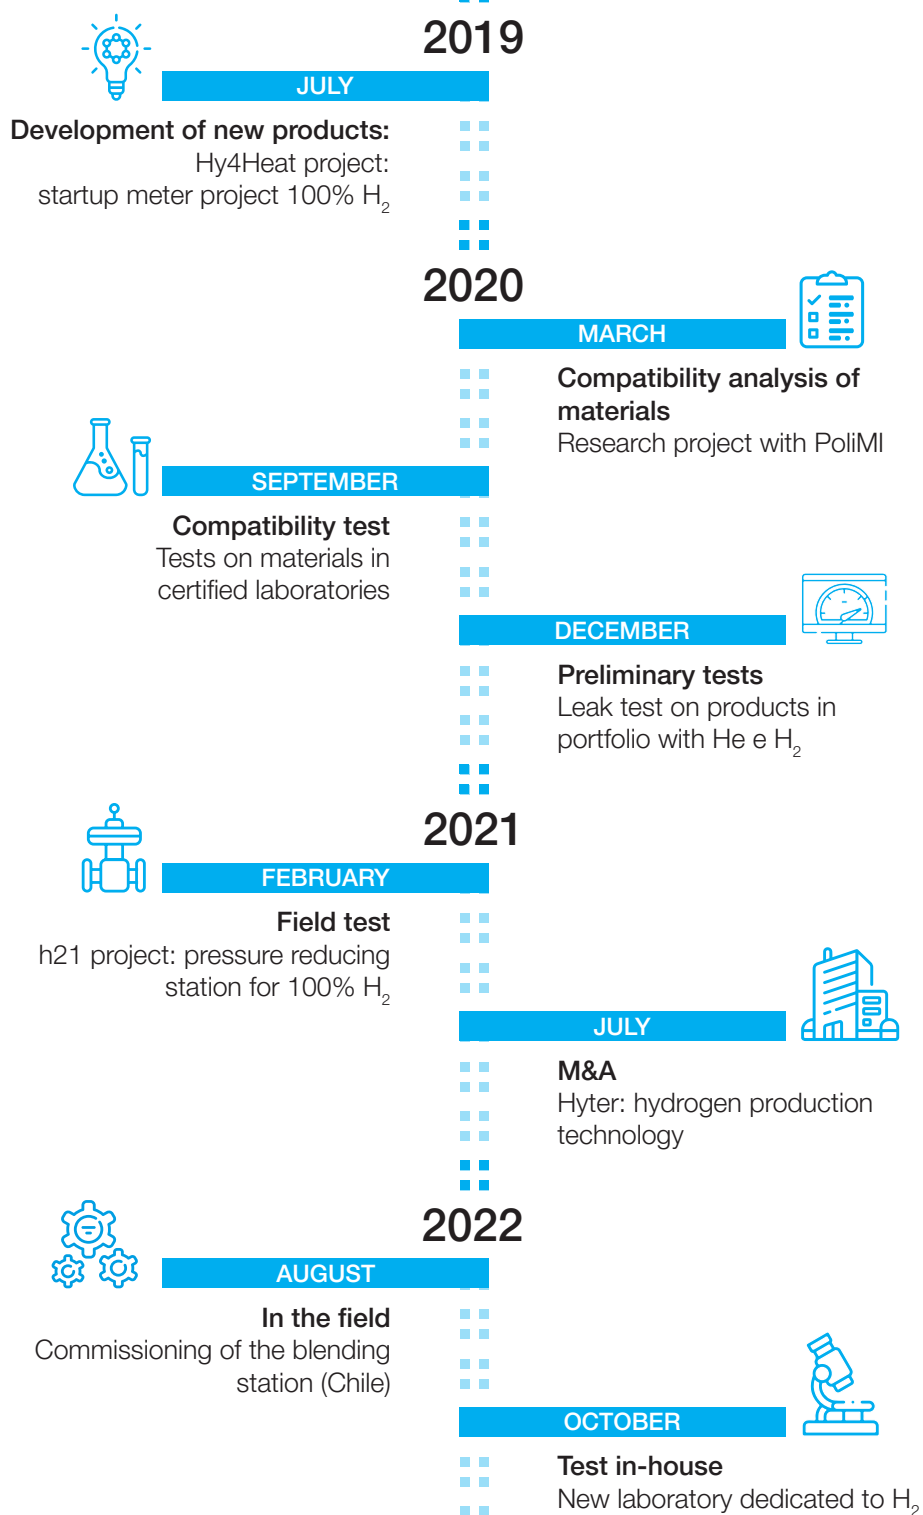 2019
JULY
Development of new products:
Hy4Heat project:
startup meter project 100% H₂
2020
MARCH
Compatibility analysis of
materials
Research project with PoliMI
SEPTEMBER
Compatibility test
Tests on materials in
certified laboratories
DECEMBER
Preliminary tests
Leak test on products in
portfolio with He e H₂
2021
FEBRUARY
Field test
h21 project: pressure reducing
station for 100% H₂
JULY
M&A
Hyter: hydrogen production
technology
2022
AUGUST
In the field
Commissioning of the blending
station (Chile)
OCTOBER
Test in-house
New laboratory dedicated to H₂